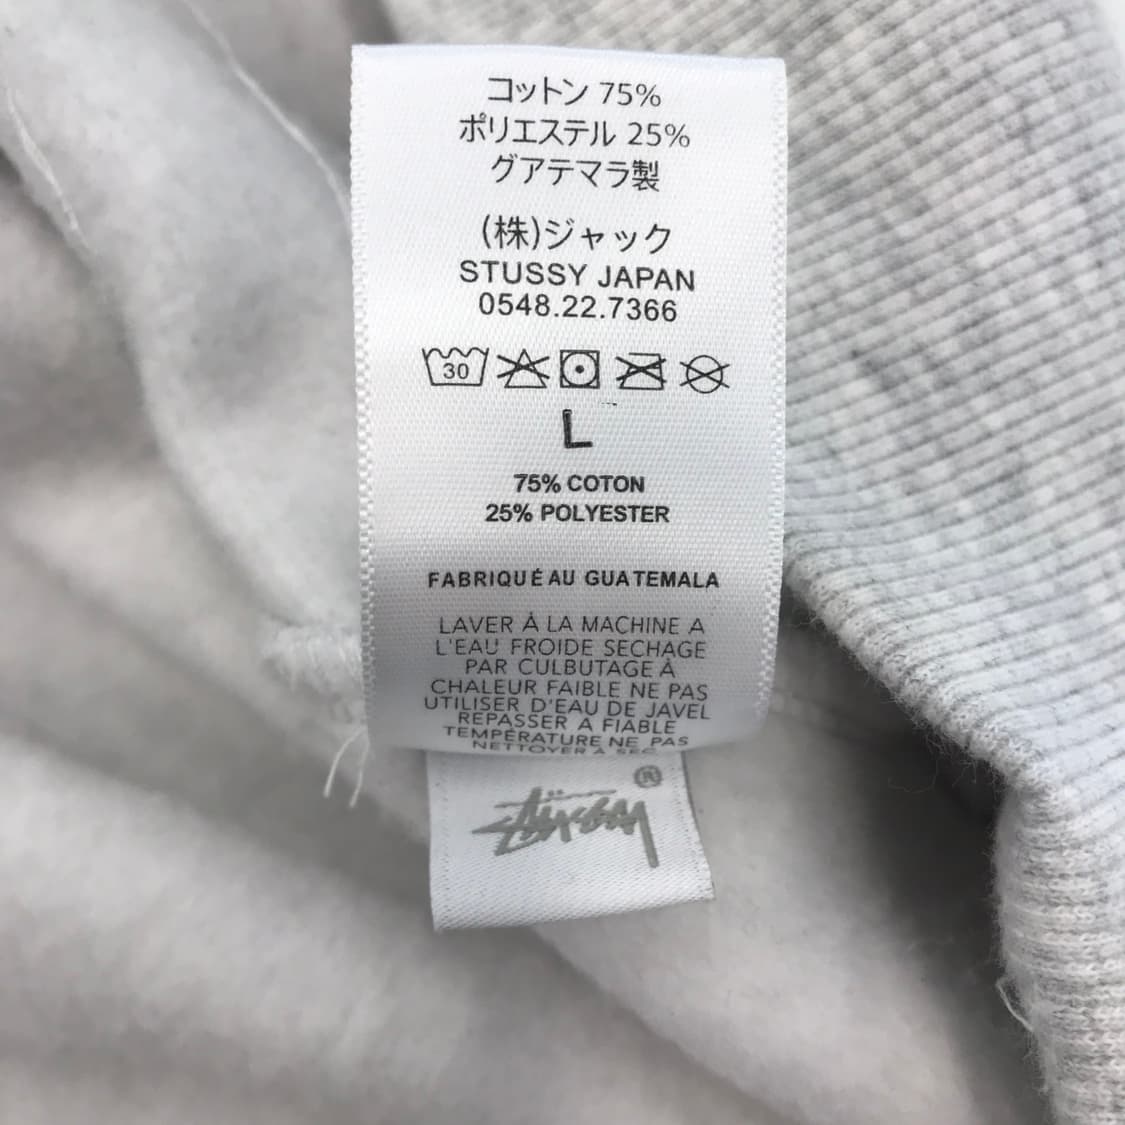 コットン 75%
ポリエステル 25%
グアテマラ製
(株)ジャック
STUSSY JAPAN
0548.22.7366
30
L
75% COTON
25% POLYESTER
FABRIQUÉ AU GUATEMALA
LAVER À LA MACHINE A
L'EAU FROIDE SECHAGE
PAR CULBUTAGE À
CHALEUR FAIBLE NE PAS
UTILISER D'EAU DE JAVEL
REPASSER A FIABLE
TEMPÉRATURE NE PAS
NETTOYER A SEC
Stüssy ®